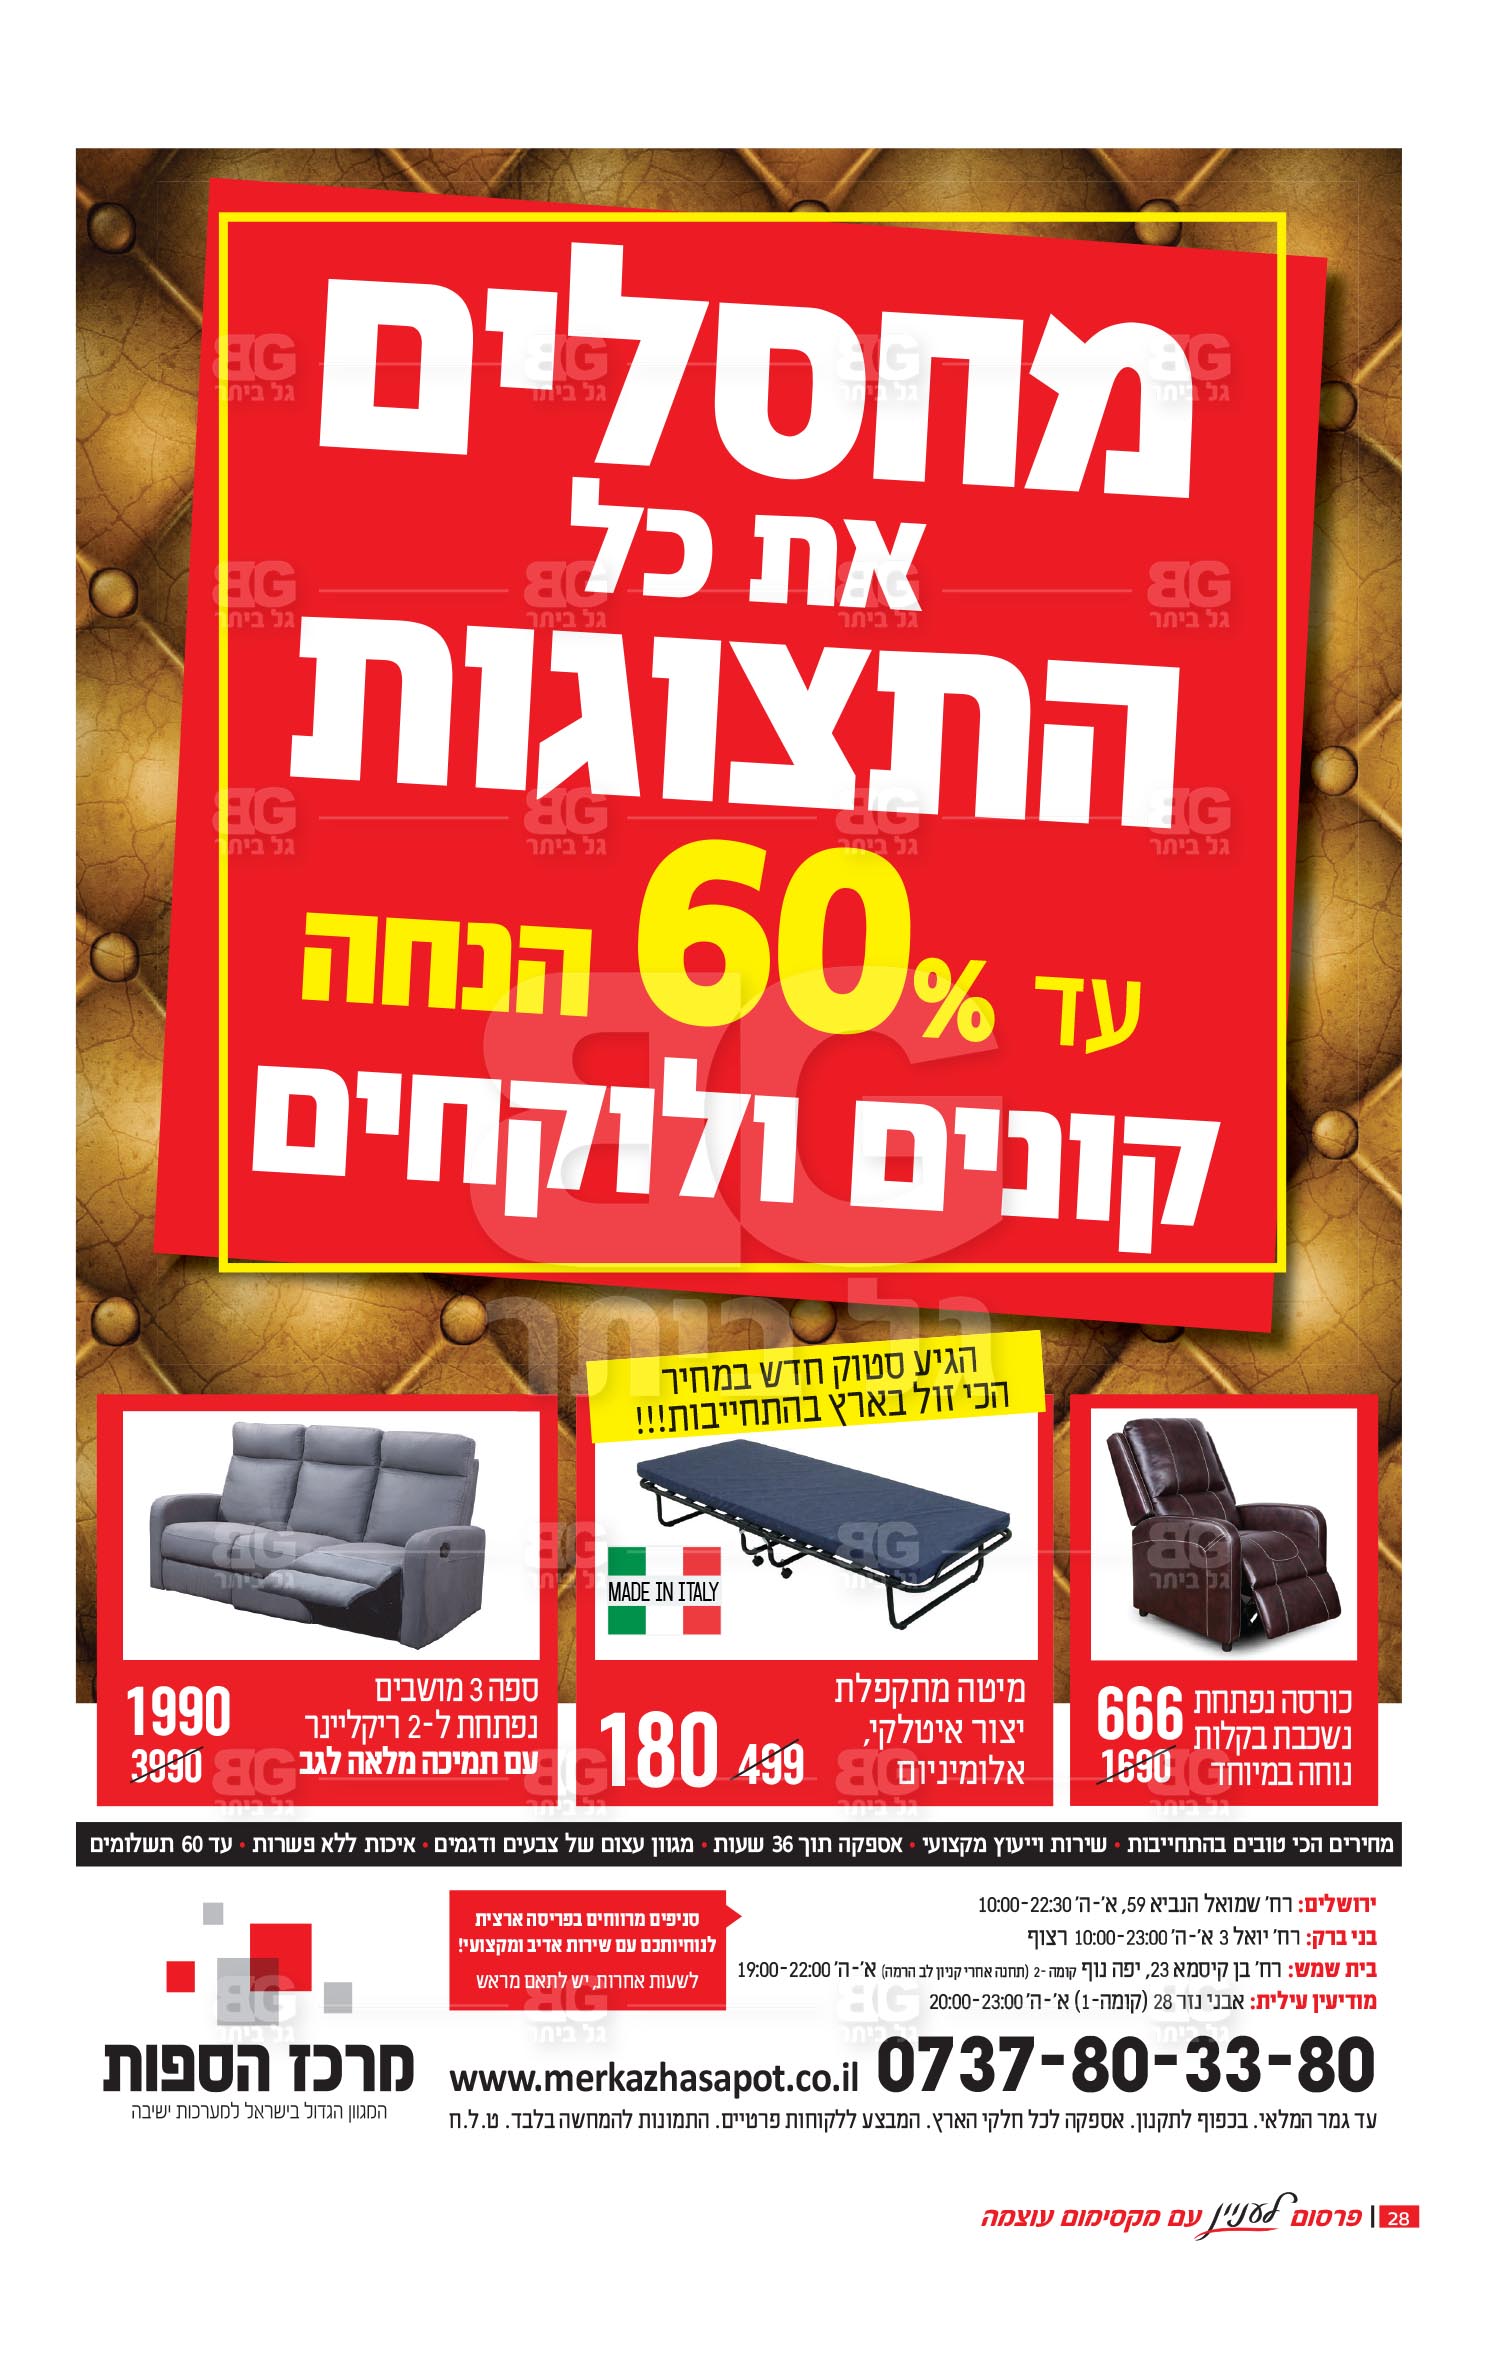 מחסלים
את כל
התצוגות
עד 60% הנחה
קונים ולוקחים
הגיע סטוק חדש במחיר
הכי זול בארץ בהתחייבות!!!
כורסה נפתחת
נשכבת בקלות
נוחה במיוחד
666
1690
MADE IN ITALY
מיטה מתקפלת
יצור איטלקי,
אלומיניום
499
180
ספה 3 מושבים
נפתחת ל-2 ריקליינר
עם תמיכה מלאה לגב
1990
3990
מחירים הכי טובים בהתחייבות • שירות וייעוץ מקצועי • אספקה תוך 36 שעות • מגוון עצום של צבעים ודגמים • איכות ללא פשרות • עד 60 תשלומים
ירושלים: רח' שמואל הנביא 59, א'-ה' 10:00-22:30
בני ברק: רח' יואל 3 א'-ה' 10:00-23:00 רצוף
בית שמש: רח' בן קיסמא 23, יפה נוף קומה -2 (תחנה אחרי קניון לב הרמה) א'-ה' 19:00-22:00
מודיעין עילית: אבני נזר 28 (קומה-1) א'-ה' 20:00-23:00
סניפים מרווחים בפריסה ארצית
לנוחיותכם עם שירות אדיב ומקצועי!
לשעות אחרות, יש לתאם מראש
0737-80-33-80
www.merkazhasapot.co.il
מרכז הספות
המגוון הגדול בישראל למערכות ישיבה
עד גמר המלאי. בכפוף לתקנון. אספקה לכל חלקי הארץ. המבצע ללקוחות פרטיים. התמונות להמחשה בלבד. ט.ל.ח
28 | פרסום לעניין עם מקסימום עוצמה
BG
גל ביתר